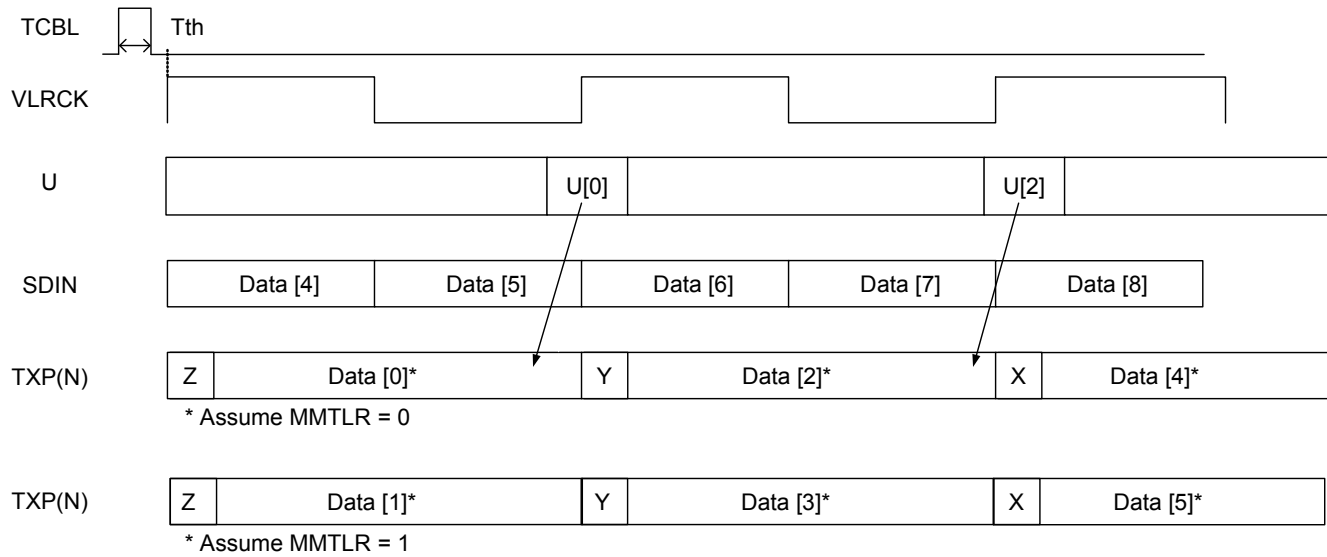 TCBL Tth
VLRCK
U U[0] U[2]
SDIN Data [4] Data [5] Data [6] Data [7] Data [8]
TXP(N) Z Data [0]* Y Data [2]* X Data [4]*
* Assume MMTLR = 0
TXP(N) Z Data [1]* Y Data [3]* X Data [5]*
* Assume MMTLR = 1